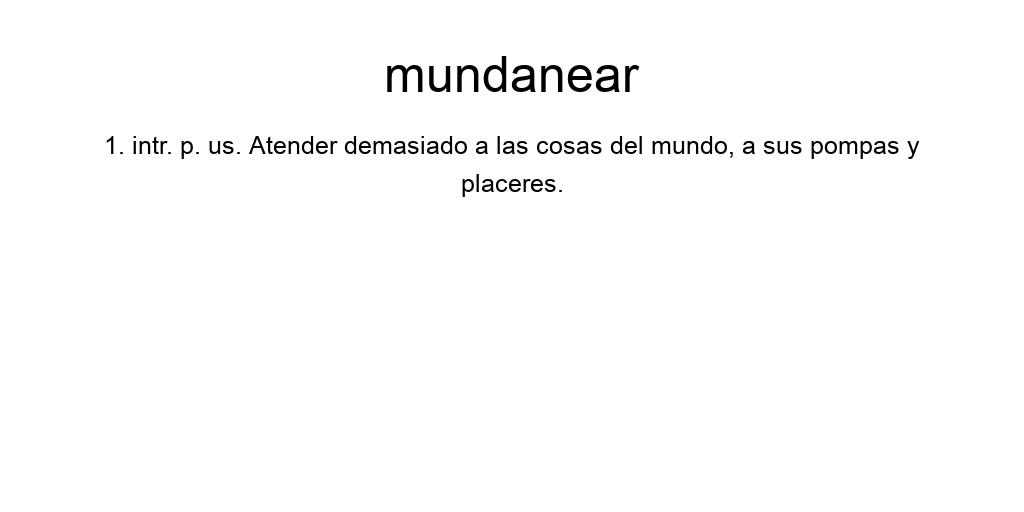 mundanear
1. intr. p. us. Atender demasiado a las cosas del mundo, a sus pompas y
placeres.